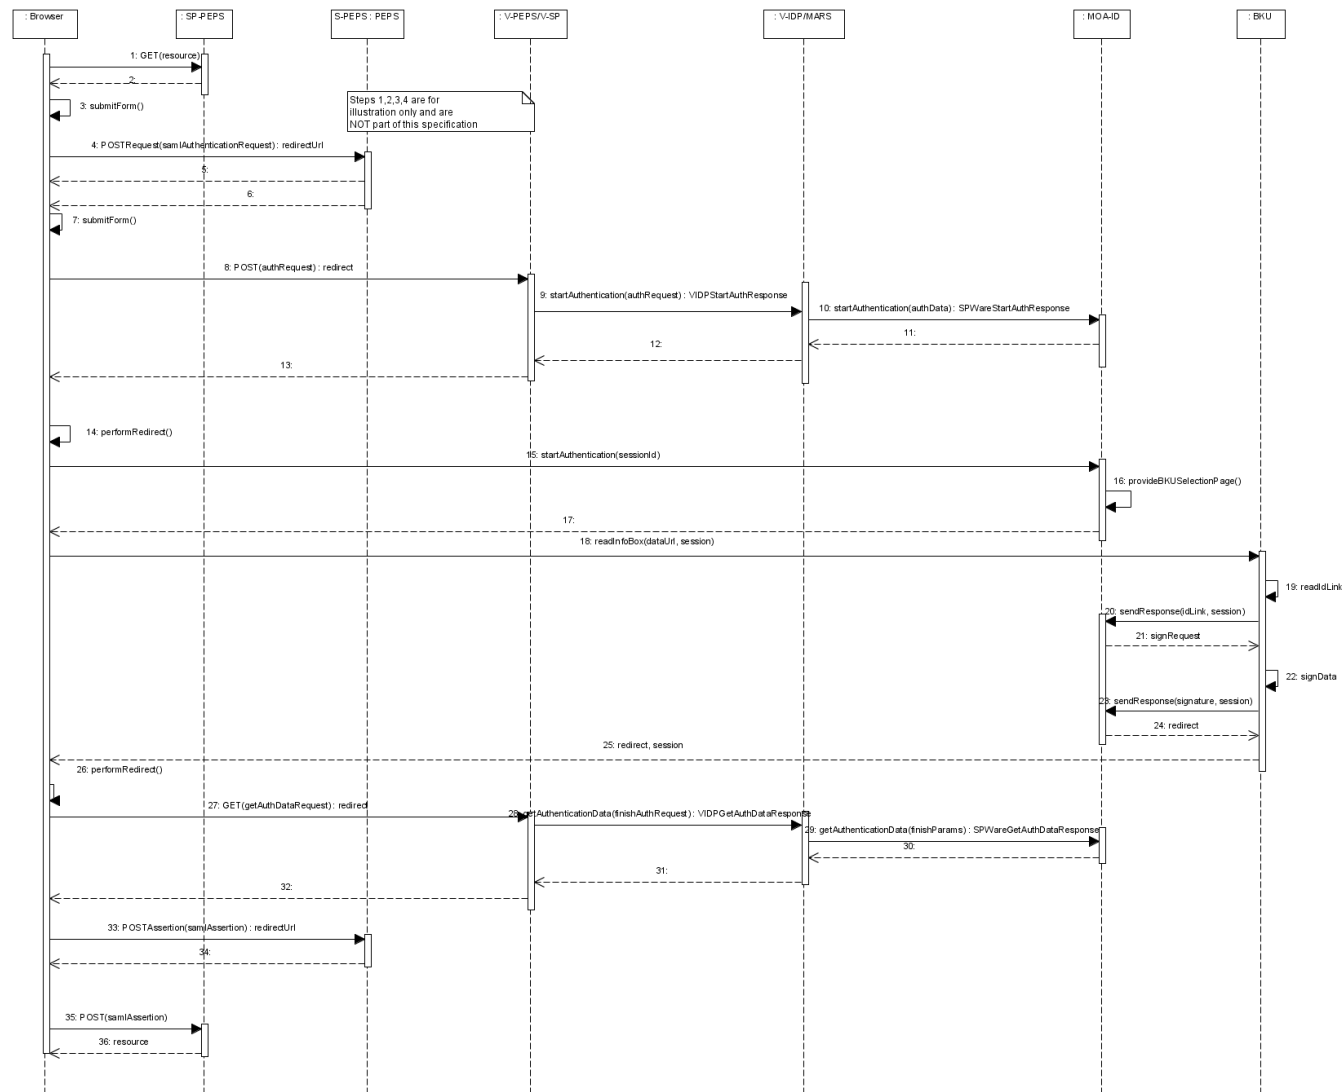 : Browser
: SP-PEPS
S-PEPS : PEPS
: V-PEPS/V-SP
: V-IDP/MARS
: MOA-ID
: BKU
1: GET(resource)
2:
3: submitForm()
Steps 1,2,3,4 are for
illustration only and are
NOT part of this specification
4: POSTRequest(samlAuthenticationRequest) : redirectUrl
5:
6:
7: submitForm()
8: POST(authRequest) : redirect
9: startAuthentication(authRequest) : VIDPStartAuthResponse
10: startAuthentication(authData) : SPWareStartAuthResponse
11:
12:
13:
14: performRedirect()
15: startAuthentication(sessionId)
16: provideBKUSelectionPage()
17:
18: readInfoBox(dataUrl, session)
19: readIdLink
20: sendResponse(idLink, session)
21: signRequest
22: signData
23: sendResponse(signature, session)
24: redirect
25: redirect, session
26: performRedirect()
27: GET(getAuthDataRequest) : redirect
28: getAuthenticationData(finishAuthRequest) : VIDPGetAuthDataResponse
29: getAuthenticationData(finishParams) : SPWareGetAuthDataResponse
30:
31:
32:
33: POSTAssertion(samlAssertion) : redirectUrl
34:
35: POST(samlAssertion)
36: resource